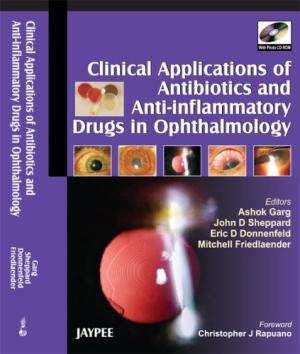 Clinical Applications of Antibiotics and
Anti-inflammatory Drugs in Ophthalmology
Garg
Sheppard
Donnenfeld
Friedlaender
With Photo CD-ROM
Clinical Applications of
Antibiotics and
Anti-inflammatory
Drugs in Ophthalmology
Editors
Ashok Garg
John D Sheppard
Eric D Donnenfeld
Mitchell Friedlaender
Foreword
Christopher J Rapuano
JAYPEE